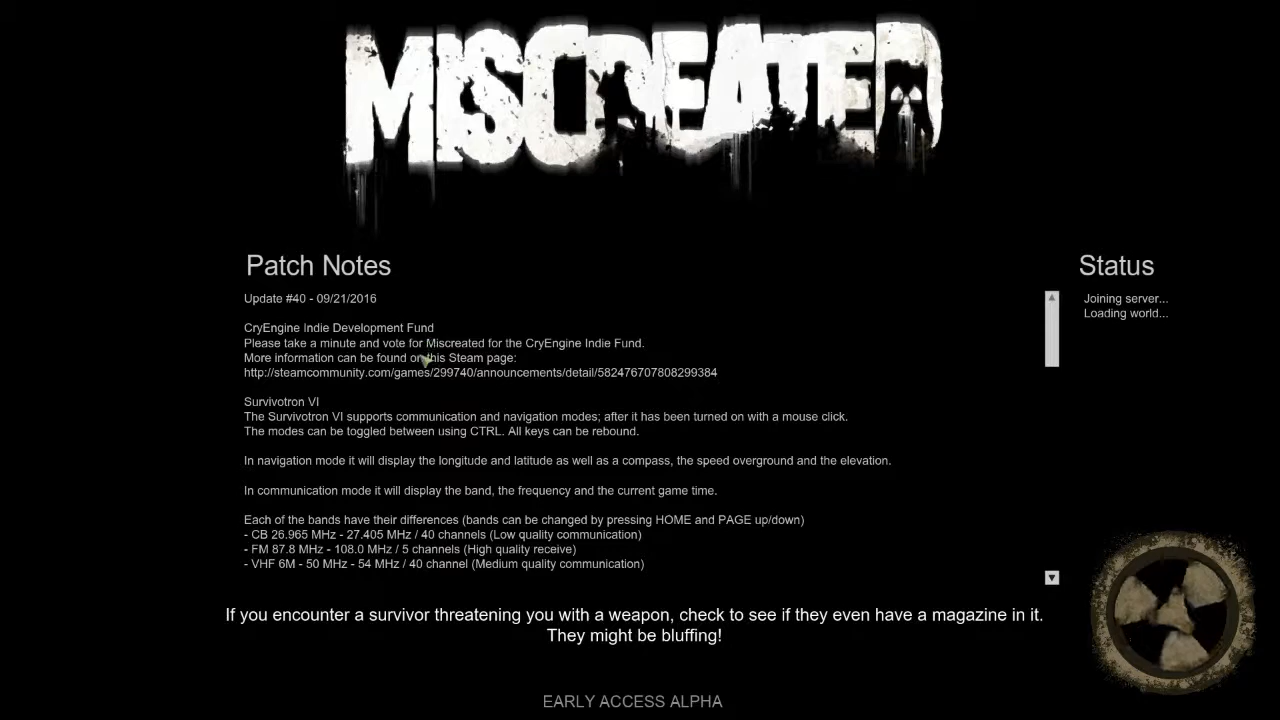 MISCREATED
Patch Notes
Update #40 - 09/21/2016
CryEngine Indie Development Fund
Please take a minute and vote for Miscreated for the CryEngine Indie Fund.
More information can be found on this Steam page:
http://steamcommunity.com/games/299740/announcements/detail/582476707808299384
Survivotron VI
The Survivotron VI supports communication and navigation modes; after it has been turned on with a mouse click.
The modes can be toggled between using CTRL. All keys can be rebound.
In navigation mode it will display the longitude and latitude as well as a compass, the speed overground and the elevation.
In communication mode it will display the band, the frequency and the current game time.
Each of the bands have their differences (bands can be changed by pressing HOME and PAGE up/down)
- CB 26.965 MHz - 27.405 MHz / 40 channels (Low quality communication)
- FM 87.8 MHz - 108.0 MHz / 5 channels (High quality receive)
- VHF 6M - 50 MHz - 54 MHz / 40 channel (Medium quality communication)
Status
Joining server...
Loading world...
If you encounter a survivor threatening you with a weapon, check to see if they even have a magazine in it.
They might be bluffing!
EARLY ACCESS ALPHA